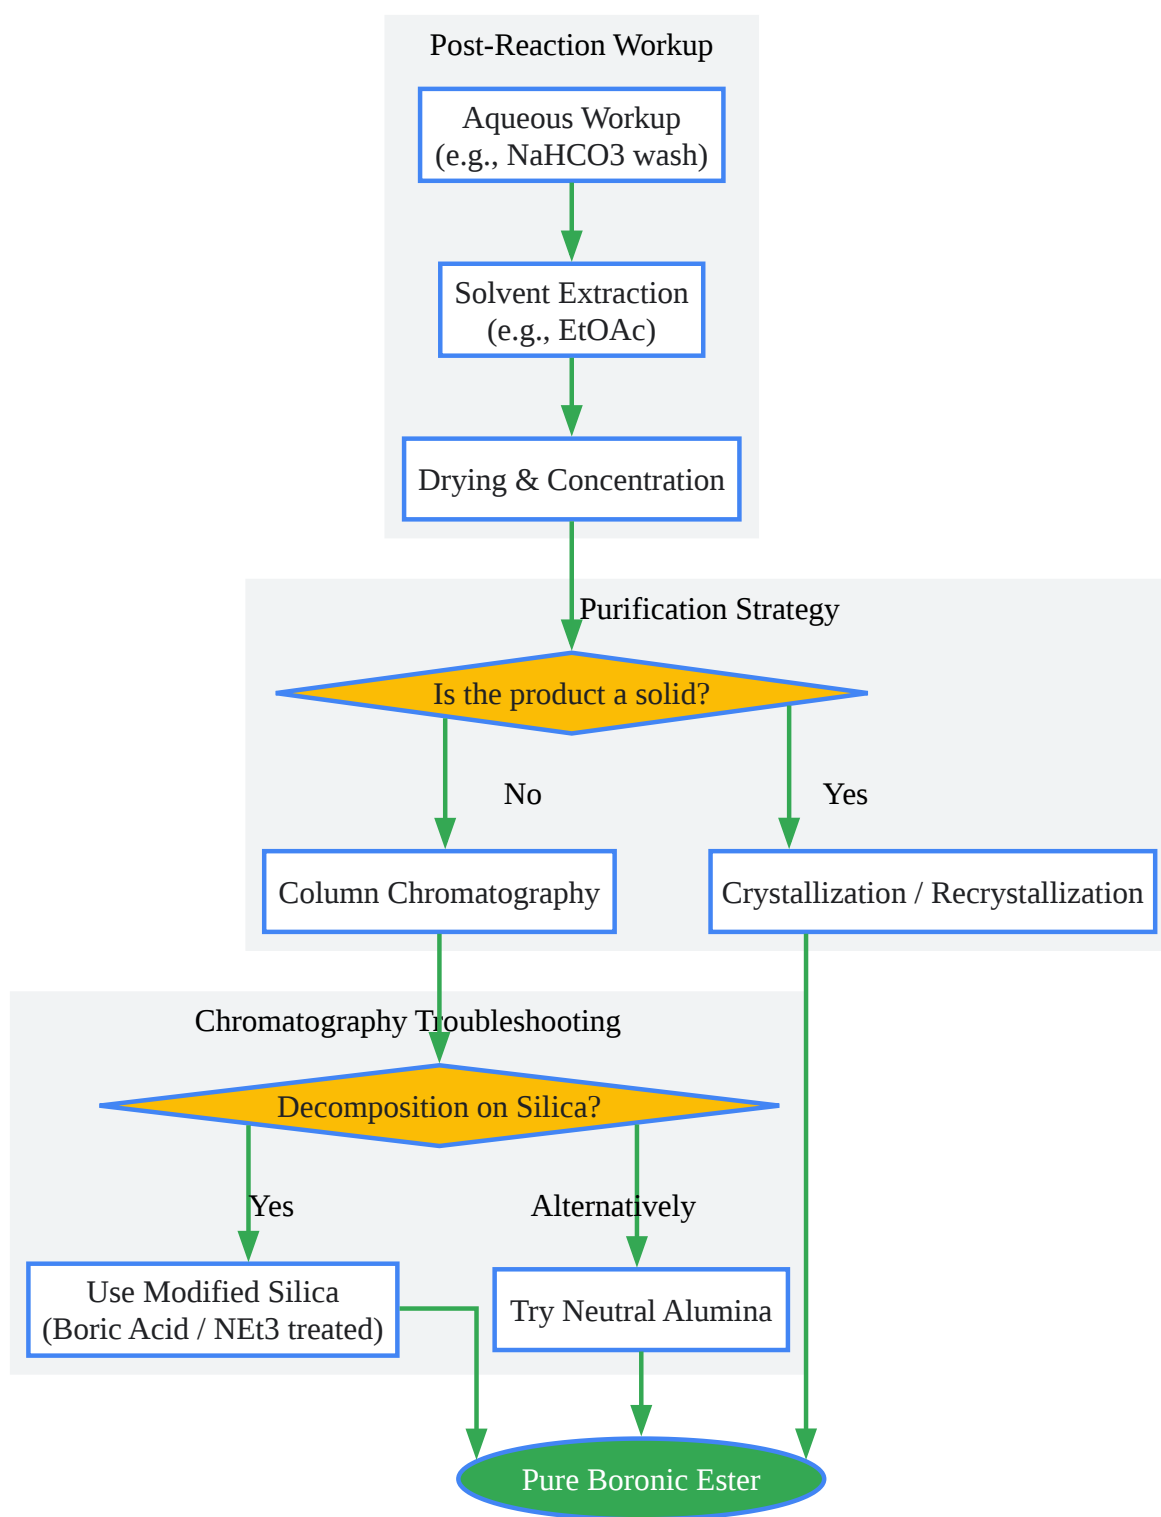 Post-Reaction Workup
Aqueous Workup
(e.g., NaHCO3 wash)
Solvent Extraction
(e.g., EtOAc)
Drying & Concentration
Purification Strategy
Is the product a solid?
No
Yes
Column Chromatography
Crystallization / Recrystallization
Chromatography Troubleshooting
Decomposition on Silica?
Yes
Alternatively
Use Modified Silica
(Boric Acid / NEt3 treated)
Try Neutral Alumina
Pure Boronic Ester